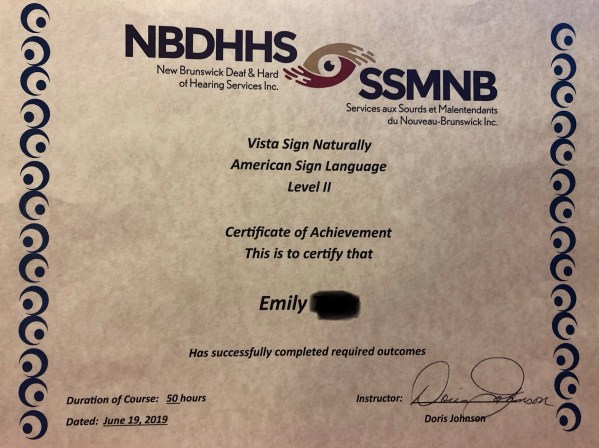 NBDHHS
New Brunswick Deaf & Hard
of Hearing Services Inc.
SSMNB
Services aux Sourds et Malentendants
du Nouveau-Brunswick Inc.
Vista Sign Naturally
American Sign Language
Level II
Certificate of Achievement
This is to certify that
Emily
Has successfully completed required outcomes
Duration of Course: 50 hours
Dated: June 19, 2019
Instructor: Doris Johnson
Doris Johnson